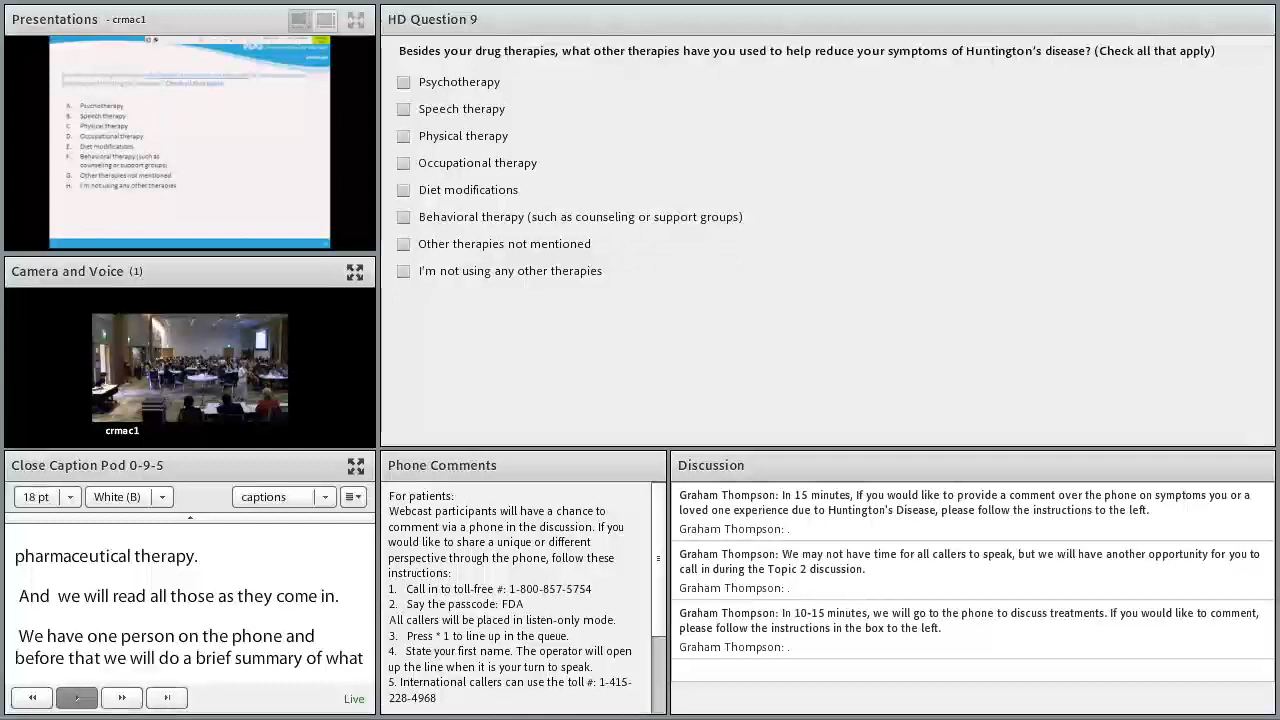 Presentations - crmac1
A. Psychotherapy
B. Speech therapy
C. Physical therapy
D. Occupational therapy
E. Diet modifications
F. Behavioral therapy (such as
counseling or support groups)
G. Other therapies not mentioned
H. I'm not using any other therapies
Camera and Voice (1)
crmac1
HD Question 9
Besides your drug therapies, what other therapies have you used to help reduce your symptoms of Huntington's disease? (Check all that apply)
Psychotherapy
Speech therapy
Physical therapy
Occupational therapy
Diet modifications
Behavioral therapy (such as counseling or support groups)
Other therapies not mentioned
I'm not using any other therapies
Close Caption Pod 0-9-5
18 pt White (B) captions
pharmaceutical therapy.
And we will read all those as they come in.
We have one person on the phone and
before that we will do a brief summary of what
Live
Phone Comments
For patients:
Webcast participants will have a chance to
comment via a phone in the discussion. If you
would like to share a unique or different
perspective through the phone, follow these
instructions:
1. Call in to toll-free #: 1-800-857-5754
2. Say the passcode: FDA
All callers will be placed in listen-only mode.
3. Press * 1 to line up in the queue.
4. State your first name. The operator will open
up the line when it is your turn to speak.
5. International callers can use the toll #: 1-415-
228-4968
Discussion
Graham Thompson: In 15 minutes, If you would like to provide a comment over the phone on symptoms you or a
loved one experience due to Huntington's Disease, please follow the instructions to the left.
Graham Thompson: .
Graham Thompson: We may not have time for all callers to speak, but we will have another opportunity for you to
call in during the Topic 2 discussion.
Graham Thompson: .
Graham Thompson: In 10-15 minutes, we will go to the phone to discuss treatments. If you would like to comment,
please follow the instructions in the box to the left.
Graham Thompson: .